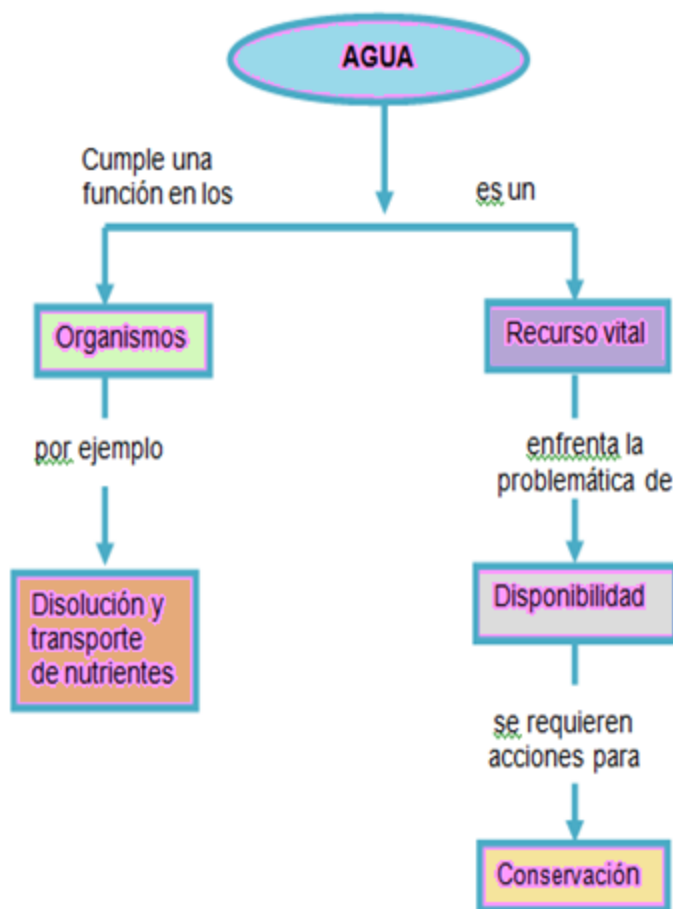 AGUA
Cumple una
función en los
es un
Organismos
Recurso vital
por ejemplo
enfrenta la
problemática de
Disolución y
transporte
de nutrientes
Disponibilidad
se requieren
acciones para
Conservación